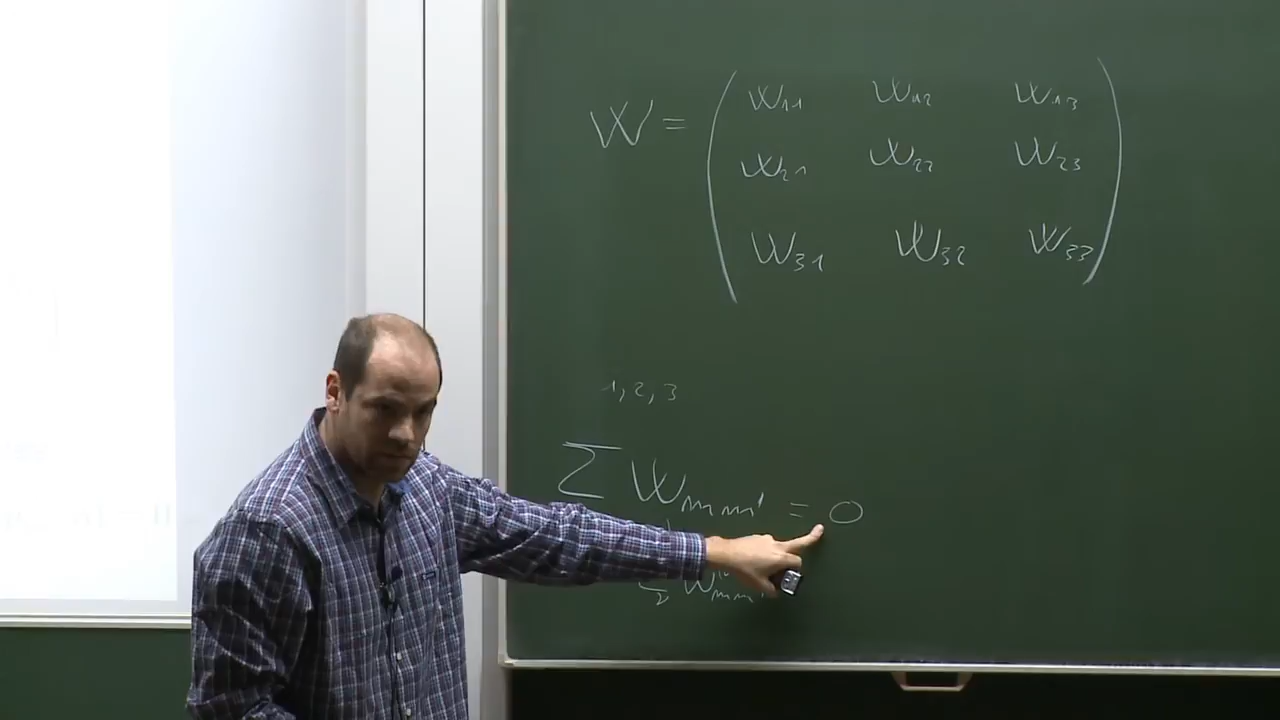 W = ( W₁₁ W₁₂ W₁₃
W₂₁ W₂₂ W₂₃
W₃₁ W₃₂ W₃₃ )
1, 2, 3
Σ Wₘₘ' = 0